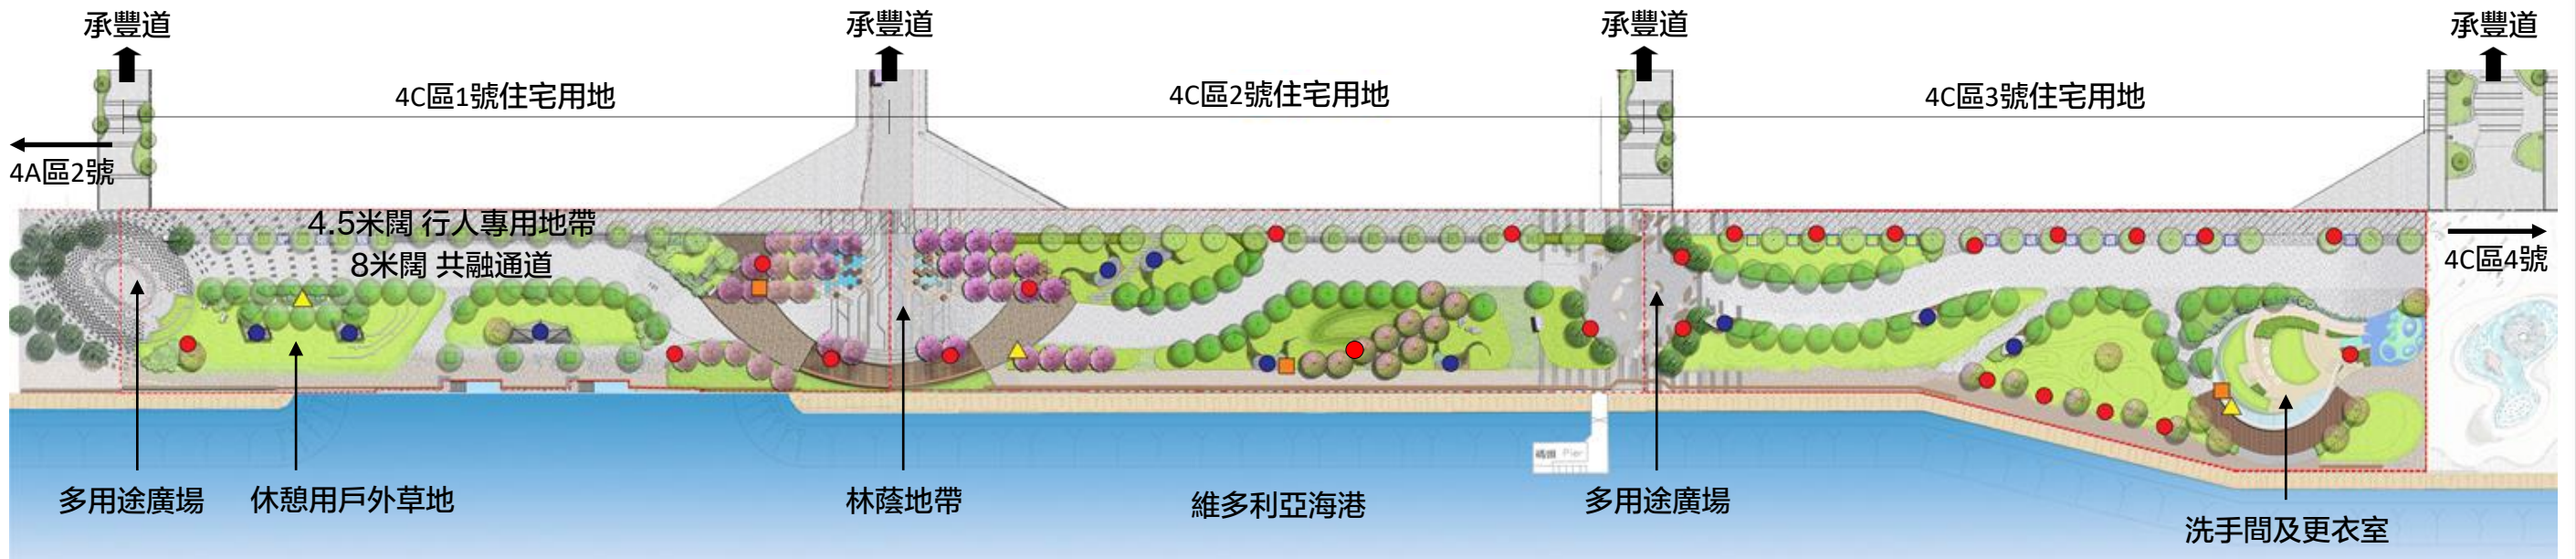 承豐道
承豐道
承豐道
承豐道
4C區1號住宅用地
4C區2號住宅用地
4C區3號住宅用地
4A區2號
4.5米闊 行人專用地帶
8米闊 共融通道
4C區4號
碼頭 Pier
多用途廣場
休憩用戶外草地
林蔭地帶
維多利亞海港
多用途廣場
洗手間及更衣室